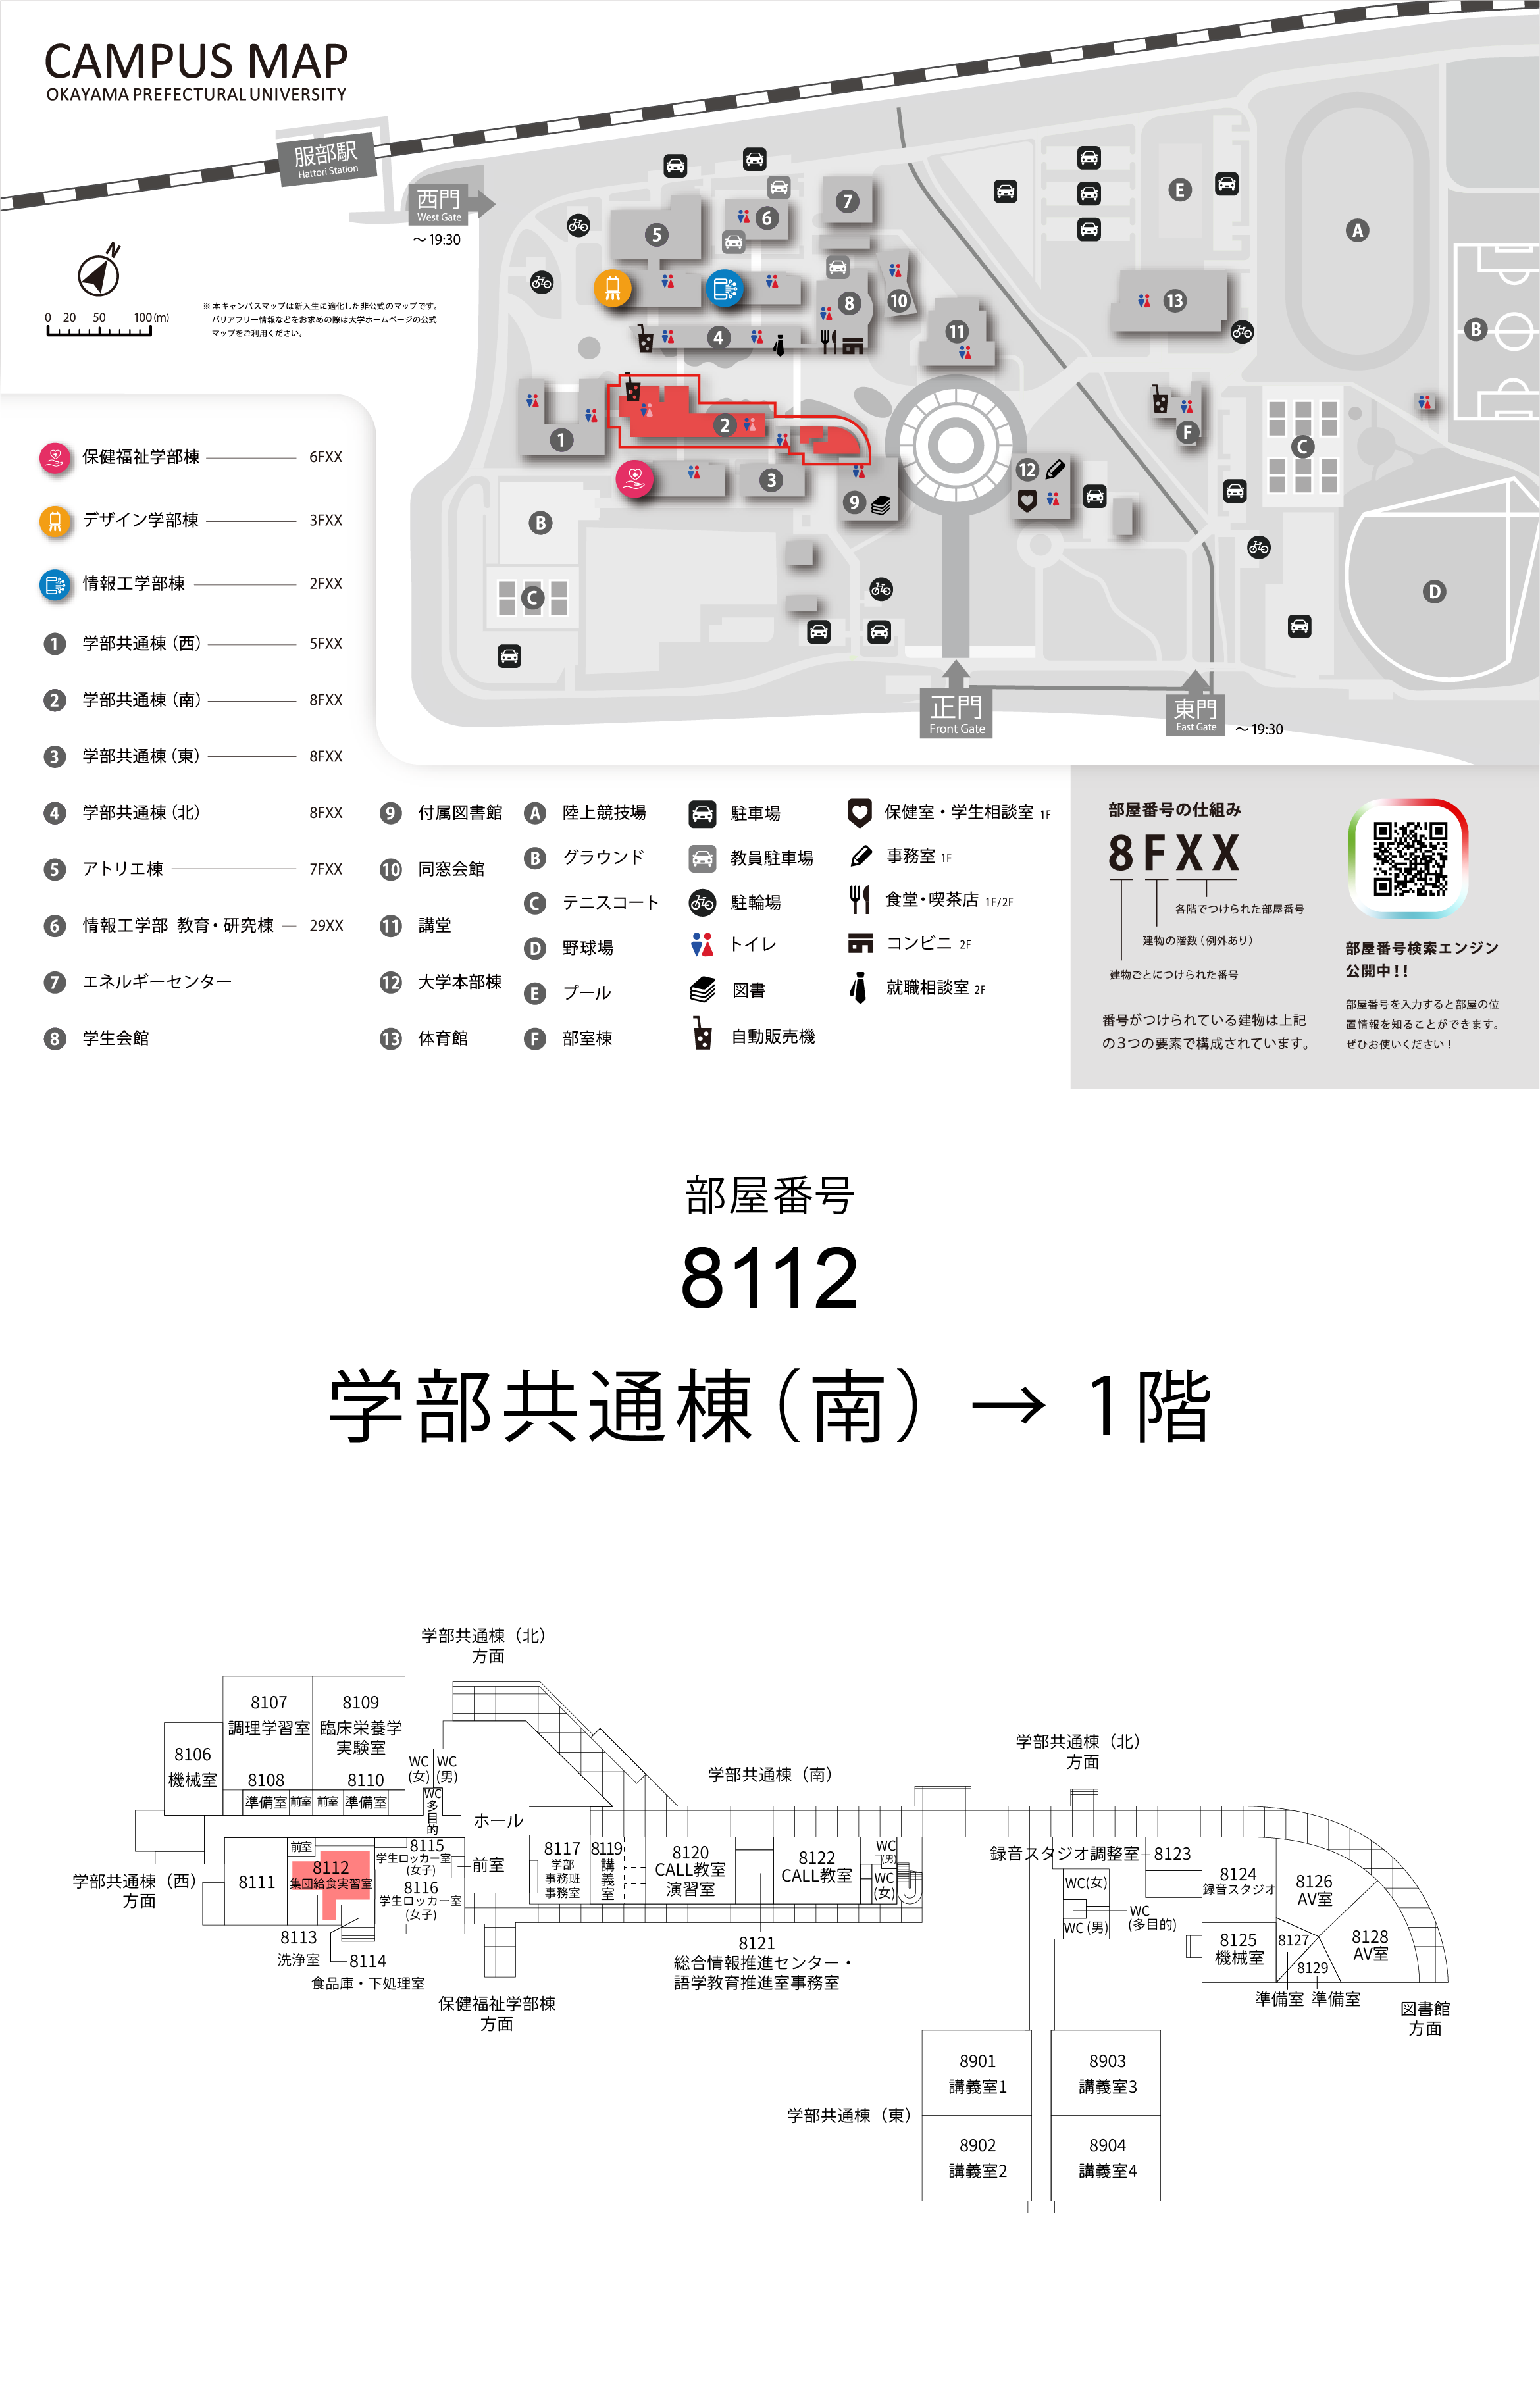 CAMPUS MAP
OKAYAMA PREFECTURAL UNIVERSITY
服部駅
Hattori Station
西門
West Gate
～19:30
N
0 20 50 100(m)
※ 本キャンパスマップは新入生に適化した非公式のマップです。
バリアフリー情報などをお求めの際は大学ホームページの公式
マップをご利用ください。
5
6
7
8
10
11
4
1
2
3
9
12
13
A
B
C
D
E
F
B
C
正門
Front Gate
東門
East Gate
～19:30
保健福祉学部棟 6FXX
デザイン学部棟 3FXX
情報工学部棟 2FXX
1 学部共通棟（西） 5FXX
2 学部共通棟（南） 8FXX
3 学部共通棟（東） 8FXX
4 学部共通棟（北） 8FXX
5 アトリエ棟 7FXX
6 情報工学部 教育・研究棟 29XX
7 エネルギーセンター
8 学生会館
9 付属図書館
10 同窓会館
11 講堂
12 大学本部棟
13 体育館
A 陸上競技場
B グラウンド
C テニスコート
D 野球場
E プール
F 部室棟
駐車場
教員駐車場
駐輪場
トイレ
図書
自動販売機
保健室・学生相談室 1F
事務室 1F
食堂・喫茶店 1F/2F
コンビニ 2F
就職相談室 2F
部屋番号の仕組み
8FXX
各階でつけられた部屋番号
建物の階数（例外あり）
建物ごとにつけられた番号
番号がつけられている建物は上記
の3つの要素で構成されています。
部屋番号検索エンジン
公開中！！
部屋番号を入力すると部屋の位
置情報を知ることができます。
ぜひお使いください！
部屋番号
8112
学部共通棟（南）→ 1階
学部共通棟（北）
方面
8106
機械室
8107
調理学習室
8108
準備室
前室
8109
臨床栄養学
実験室
8110
前室
準備室
WC
(女)
WC
(男)
WC
多
目
的
ホール
学部共通棟（西）
方面
8111
前室
8112
集団給食実習室
8113
洗浄室
8114
食品庫・下処理室
8115
学生ロッカー室
(女子)
8116
学生ロッカー室
(女子)
前室
保健福祉学部棟
方面
学部共通棟（南）
8117
学部
事務班
事務室
8119
講
義
室
8120
CALL教室
演習室
8121
総合情報推進センター・
語学教育推進室事務室
8122
CALL教室
WC
(男)
WC
(女)
学部共通棟（北）
方面
録音スタジオ調整室 8123
WC(女)
WC
(多目的)
WC (男)
8124
録音スタジオ
8125
機械室
8126
AV室
8127
準備室
8128
AV室
8129
準備室
図書館
方面
学部共通棟（東）
8901
講義室1
8903
講義室3
8902
講義室2
8904
講義室4